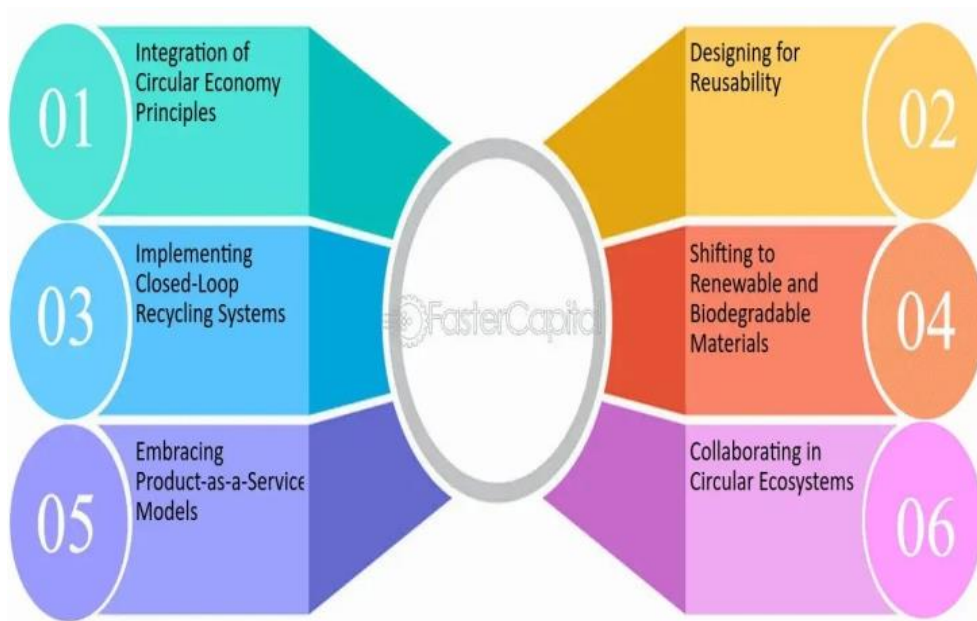 01
Integration of
Circular Economy
Principles
Designing for
Reusability
02
03
Implementing
Closed-Loop
Recycling Systems
FasterCapital
Shifting to
Renewable and
Biodegradable
Materials
04
05
Embracing
Product-as-a-Service
Models
Collaborating in
Circular Ecosystems
06